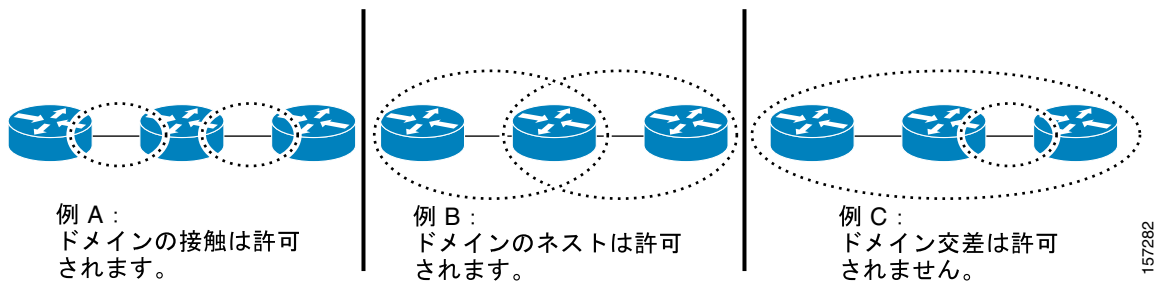 例 A：
ドメインの接触は許可
されます。
例 B：
ドメインのネストは許可
されます。
例 C：
ドメイン交差は許可
されません。
157282